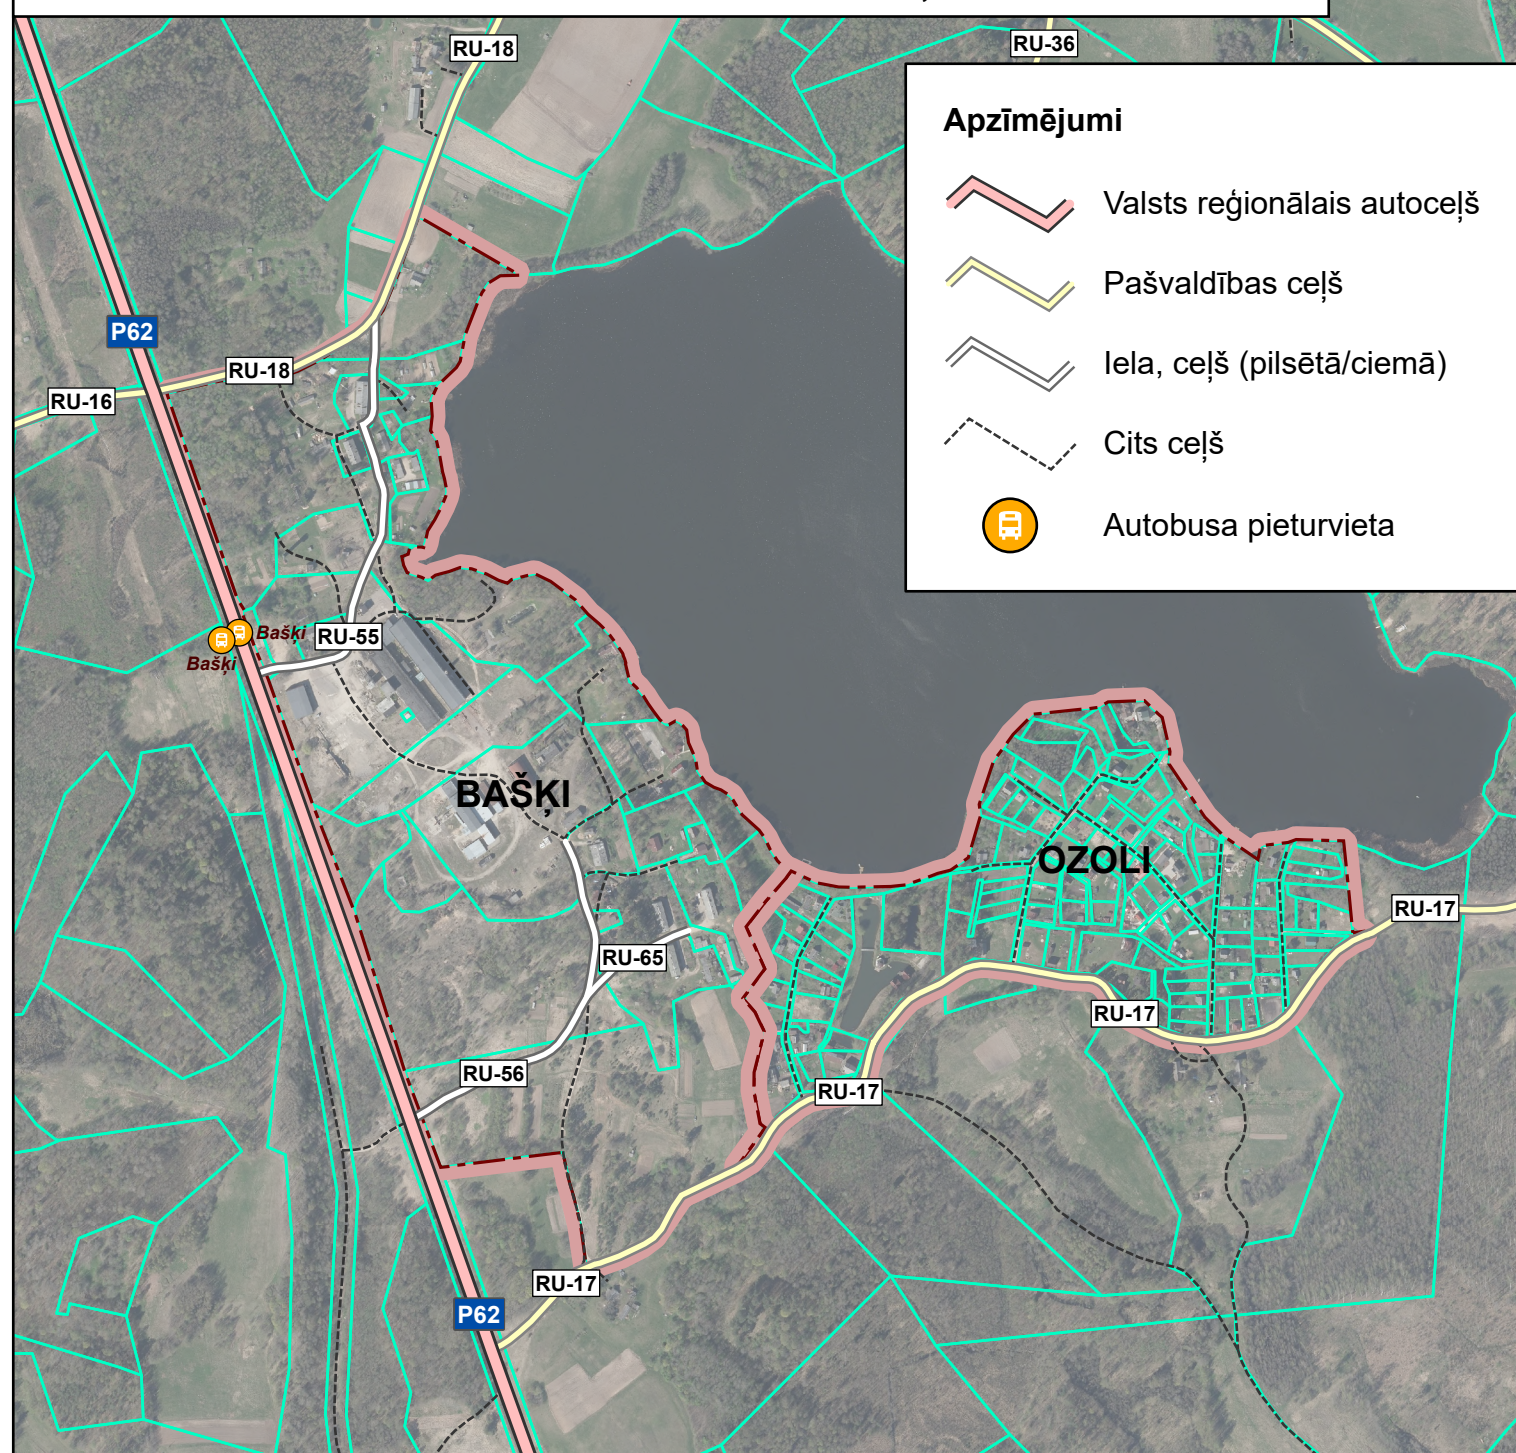 RU-18
RU-36
Apzīmējumi
Valsts reģionālais autoceļš
Pašvaldības ceļš
Iela, ceļš (pilsētā/ciemā)
Cits ceļš
Autobusa pieturvieta
P62
RU-18
RU-16
Bašķi
RU-55
Bašķi
BAŠĶI
OZOLI
RU-17
RU-65
RU-17
RU-56
RU-17
RU-17
P62